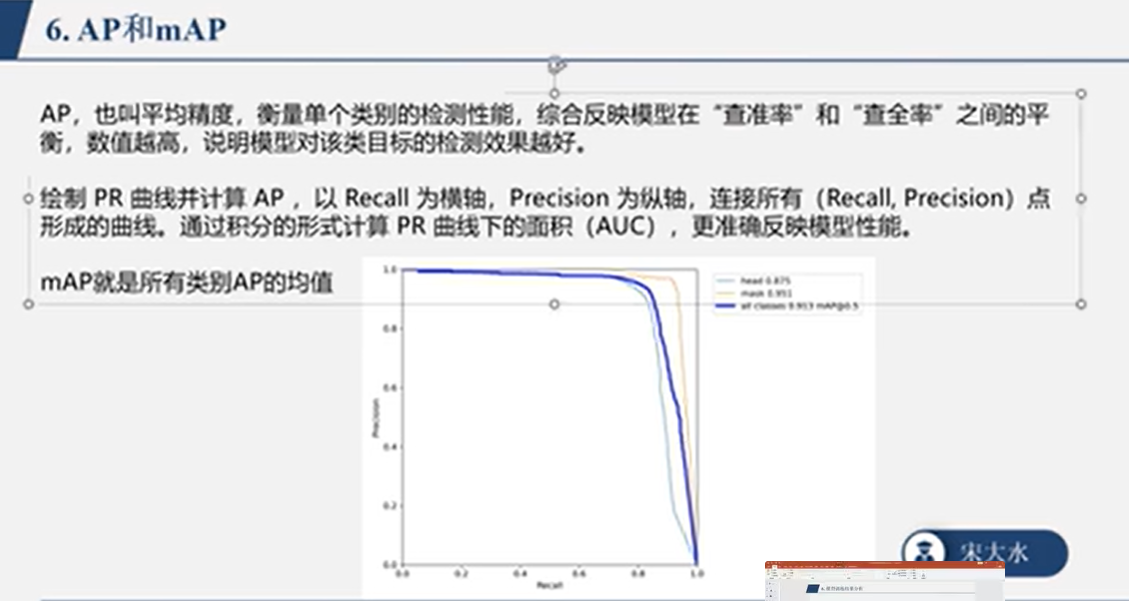 6. AP和mAP
AP，也叫平均精度，衡量单个类别的检测性能，综合反映模型在“查准率”和“查全率”之间的平
衡，数值越高，说明模型对该类目标的检测效果越好。
绘制 PR 曲线并计算 AP ，以 Recall 为横轴，Precision 为纵轴，连接所有（Recall, Precision）点
形成的曲线。通过积分的形式计算 PR 曲线下的面积（AUC），更准确反映模型性能。
mAP就是所有类别AP的均值
head 0.875
mask 0.951
all classes 0.913 mAP@0.5
1.0
0.8
0.6
0.4
0.2
0.0
Precision
0.0 0.2 0.4 0.6 0.8 1.0
Recall
宋大水